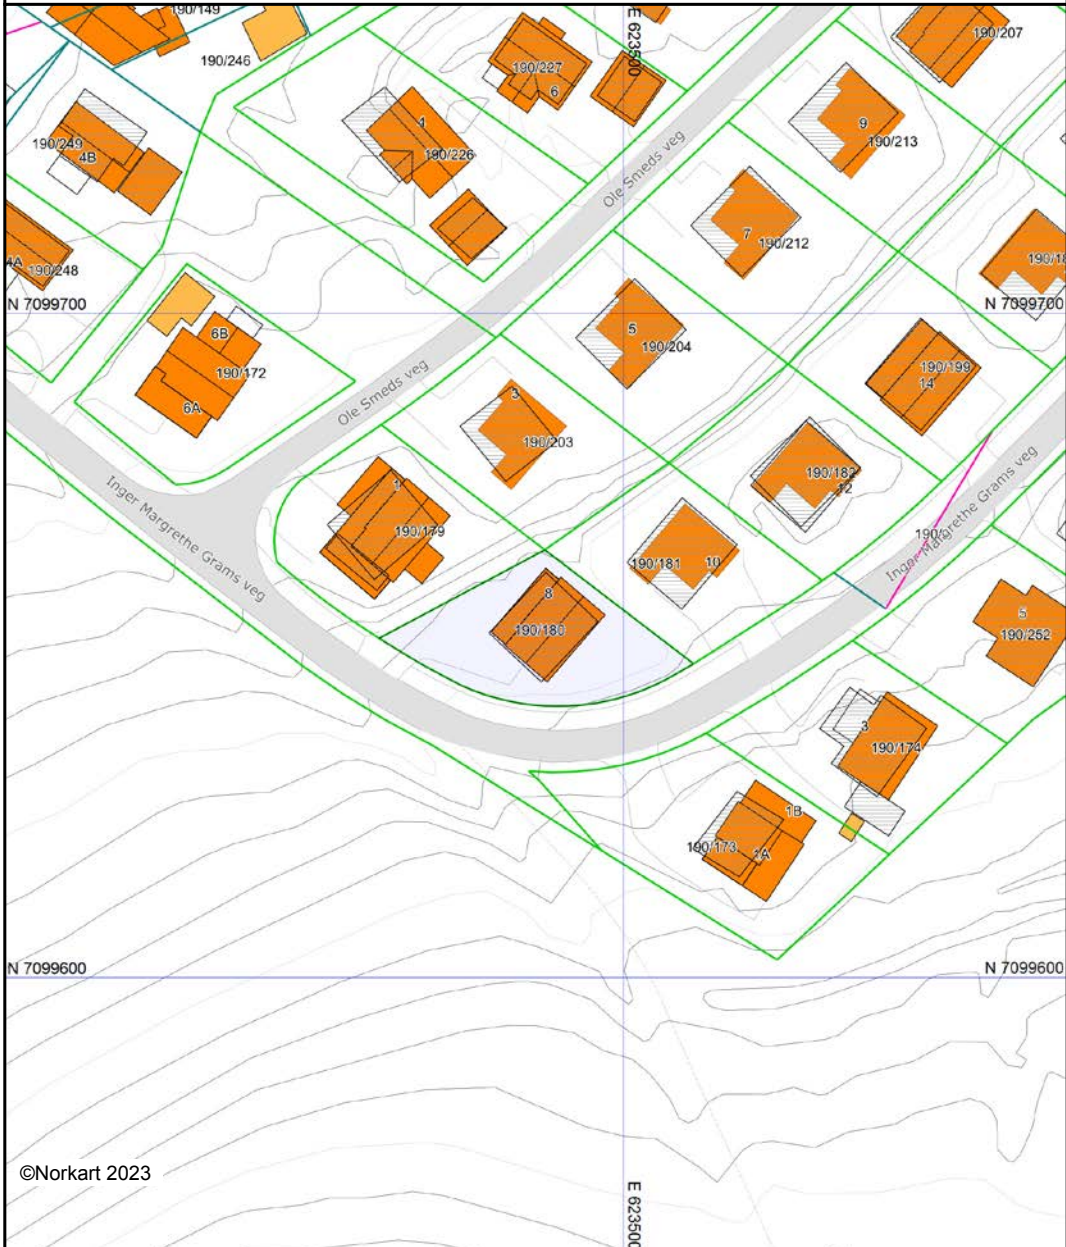 190/149
190/246
E 623500
190/207
190/227
6
190/249
4B
4
190/226
9
190/213
Ole Smeds veg
4A
190/248
7
190/212
N 7099700
N 7099700
6B
190/172
6A
5
190/204
190/199
14
Ole Smeds veg
3
190/203
1
190/179
190/182
12
Inger Margrethe Grams veg
190/181
10
Inger Margrethe Grams veg
8
190/180
5
190/252
3
190/174
1B
190/173
1A
N 7099600
N 7099600
©Norkart 2023
E 623500